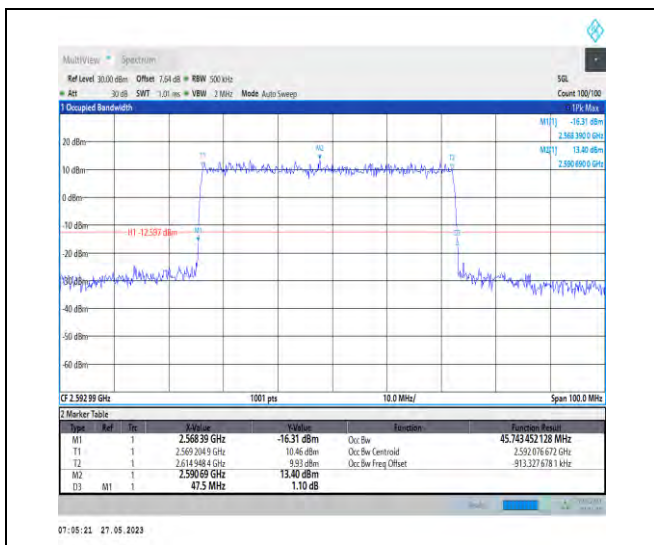 MultiView Spectrum
Ref Level 30.00 dBm Offset 7.64 dB RBW 500 kHz SGL
Att 30 dB SWT 1.01 ms VBW 2 MHz Mode Auto Sweep Count 100/100
1 Occupied Bandwidth 1Pk Max
M1[1] -16.31 dBm
2.568 390 0 GHz
20 dBm M2[1] 13.40 dBm
2.590 690 0 GHz
T1 M2 T2
10 dBm
0 dBm
-10 dBm
H1 -12.597 dBm M1 D3
-20 dBm
-30 dBm
-40 dBm
-50 dBm
-60 dBm
CF 2.592 99 GHz 1001 pts 10.0 MHz/ Span 100.0 MHz
2 Marker Table
Type Ref Trc X-Value Y-Value Function Function Result
M1 1 2.568 39 GHz -16.31 dBm Occ Bw 45.743 452 128 MHz
T1 1 2.569 204 9 GHz 10.46 dBm Occ Bw Centroid 2.592 076 672 GHz
T2 1 2.614 948 4 GHz 9.93 dBm Occ Bw Freq Offset -913.327 678 1 kHz
M2 1 2.590 69 GHz 13.40 dBm
D3 M1 1 47.5 MHz 1.10 dB
07:05:21 27.05.2023